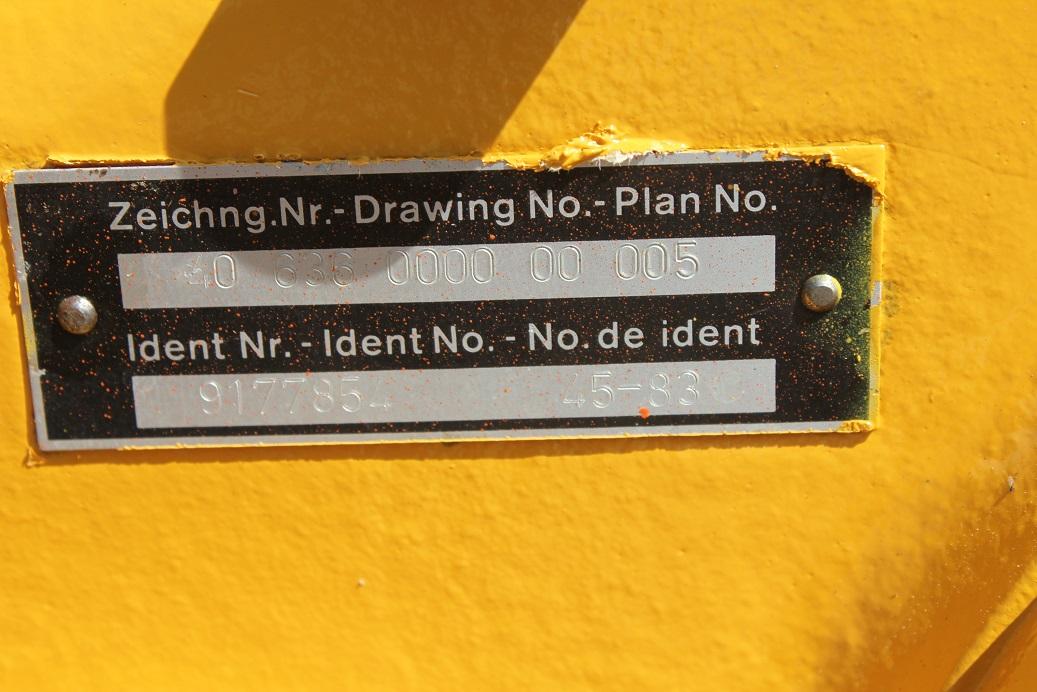 Zeichng.Nr.-Drawing No.-Plan No.
40 636 0000 00 005
Ident Nr.-Ident No.-No. de ident
9177854 45-83